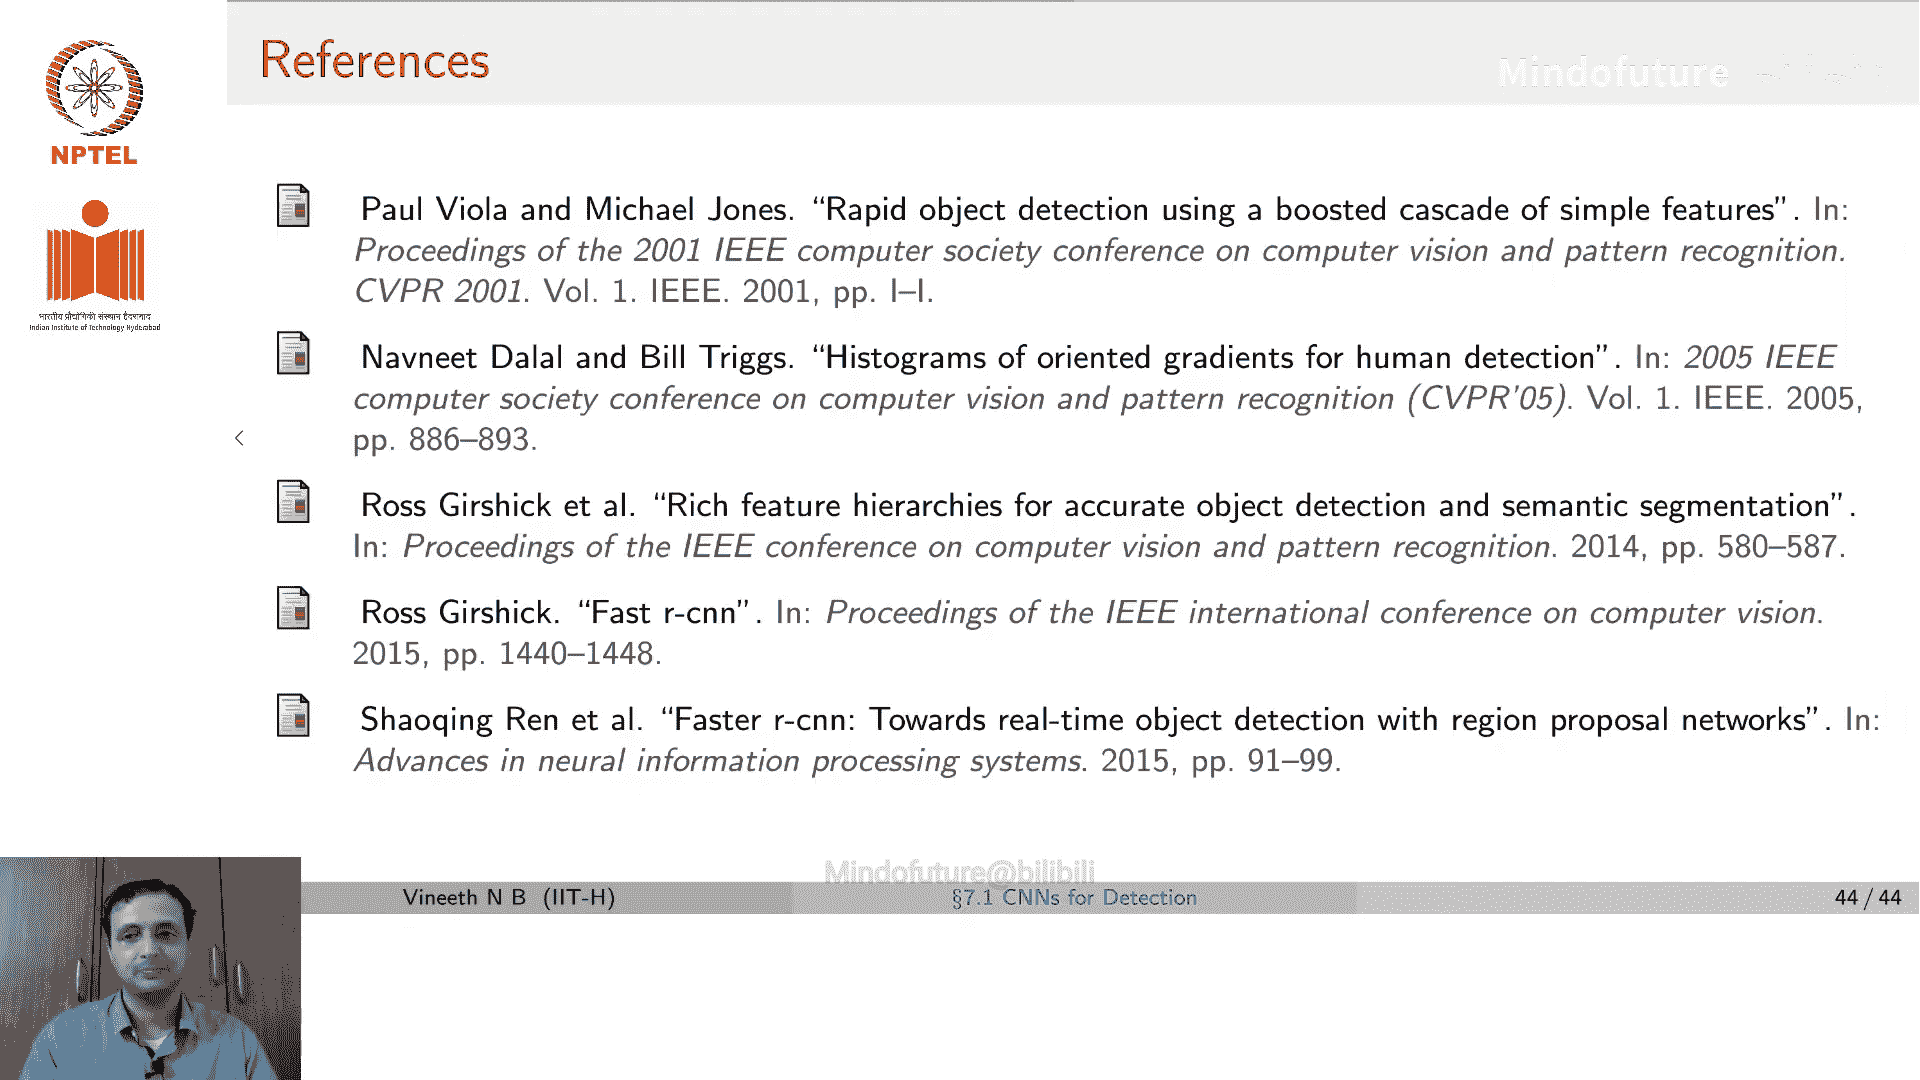 References
Mindofuture
NPTEL
भारतीय प्रौद्योगिकी संस्थान हैदराबाद
Indian Institute of Technology Hyderabad
Paul Viola and Michael Jones. “Rapid object detection using a boosted cascade of simple features”. In:
Proceedings of the 2001 IEEE computer society conference on computer vision and pattern recognition.
CVPR 2001. Vol. 1. IEEE. 2001, pp. I–I.
Navneet Dalal and Bill Triggs. “Histograms of oriented gradients for human detection”. In: 2005 IEEE
computer society conference on computer vision and pattern recognition (CVPR’05). Vol. 1. IEEE. 2005,
pp. 886–893.
Ross Girshick et al. “Rich feature hierarchies for accurate object detection and semantic segmentation”.
In: Proceedings of the IEEE conference on computer vision and pattern recognition. 2014, pp. 580–587.
Ross Girshick. “Fast r-cnn”. In: Proceedings of the IEEE international conference on computer vision.
2015, pp. 1440–1448.
Shaoqing Ren et al. “Faster r-cnn: Towards real-time object detection with region proposal networks”. In:
Advances in neural information processing systems. 2015, pp. 91–99.
Mindofuture@bilibili
Vineeth N B (IIT-H)
§7.1 CNNs for Detection
44 / 44